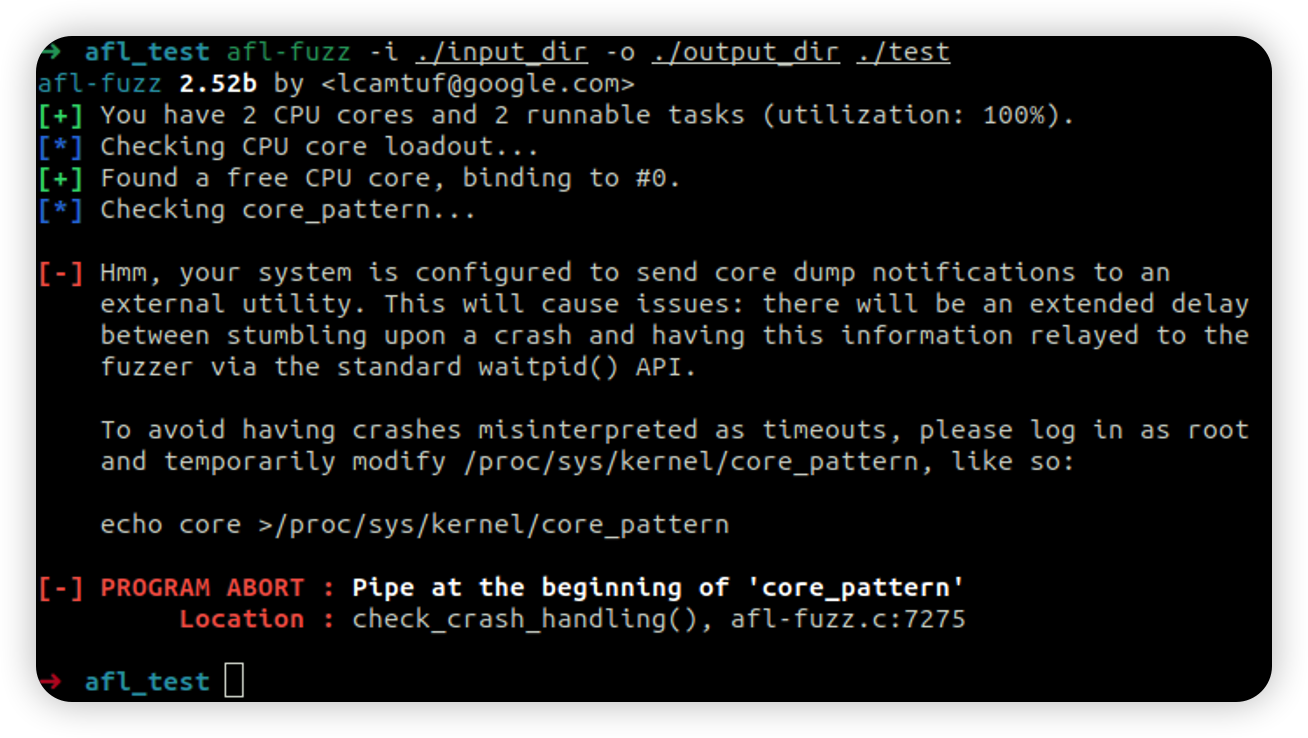 ➜ afl_test afl-fuzz -i ./input_dir -o ./output_dir ./test
afl-fuzz 2.52b by <lcamtuf@google.com>
[+] You have 2 CPU cores and 2 runnable tasks (utilization: 100%).
[*] Checking CPU core loadout...
[+] Found a free CPU core, binding to #0.
[*] Checking core_pattern...
[-] Hmm, your system is configured to send core dump notifications to an
external utility. This will cause issues: there will be an extended delay
between stumbling upon a crash and having this information relayed to the
fuzzer via the standard waitpid() API.
To avoid having crashes misinterpreted as timeouts, please log in as root
and temporarily modify /proc/sys/kernel/core_pattern, like so:
echo core >/proc/sys/kernel/core_pattern
[-] PROGRAM ABORT : Pipe at the beginning of 'core_pattern'
Location : check_crash_handling(), afl-fuzz.c:7275
➜ afl_test